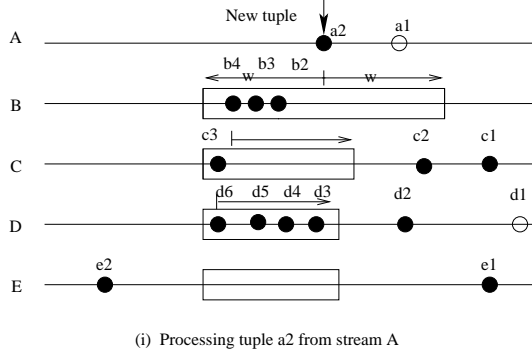 New tuple
A a2 a1
b4 b3 b2
w w
B
c3 c2 c1
C
d6 d5 d4 d3 d2 d1
D
e2 e1
E
(i) Processing tuple a2 from stream A